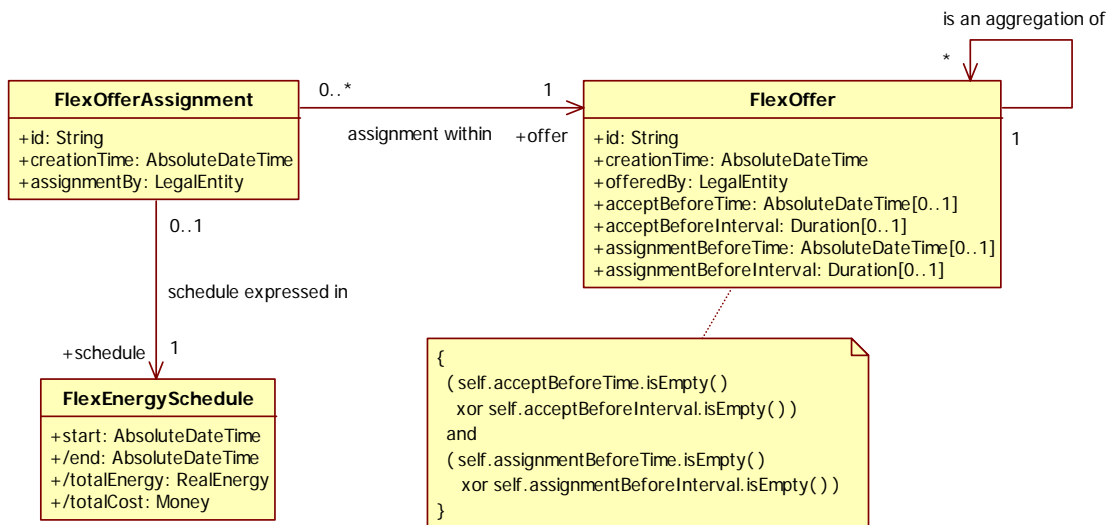 is an aggregation of
*
0..*
1
FlexOfferAssignment
FlexOffer
assignment within
+offer
1
+id: String
+creationTime: AbsoluteDateTime
+assignmentBy: LegalEntity
+id: String
+creationTime: AbsoluteDateTime
+offeredBy: LegalEntity
+acceptBeforeTime: AbsoluteDateTime[0..1]
+acceptBeforeInterval: Duration[0..1]
+assignmentBeforeTime: AbsoluteDateTime[0..1]
+assignmentBeforeInterval: Duration[0..1]
0..1
schedule expressed in
+schedule
1
FlexEnergySchedule
+start: AbsoluteDateTime
+/end: AbsoluteDateTime
+/totalEnergy: RealEnergy
+/totalCost: Money
{
(self.acceptBeforeTime.isEmpty()
xor self.acceptBeforeInterval.isEmpty())
and
(self.assignmentBeforeTime.isEmpty()
xor self.assignmentBeforeInterval.isEmpty())
}